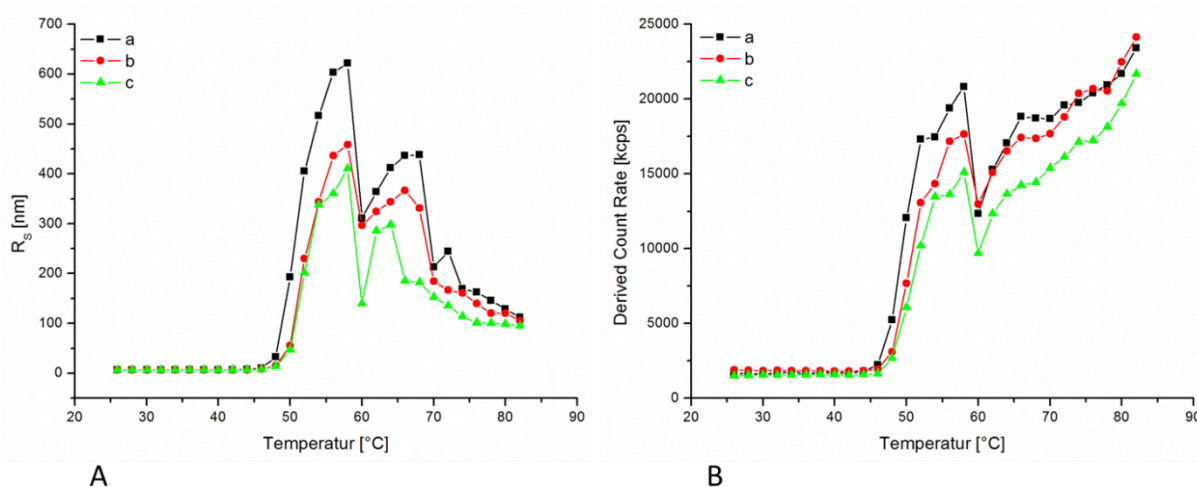 700
600
500
400
300
200
100
0
R_S [nm]
a
b
c
20 30 40 50 60 70 80 90
Temperatur [°C]
A
25000
20000
15000
10000
5000
0
Derived Count Rate [kcps]
a
b
c
20 30 40 50 60 70 80 90
Temperatur [°C]
B